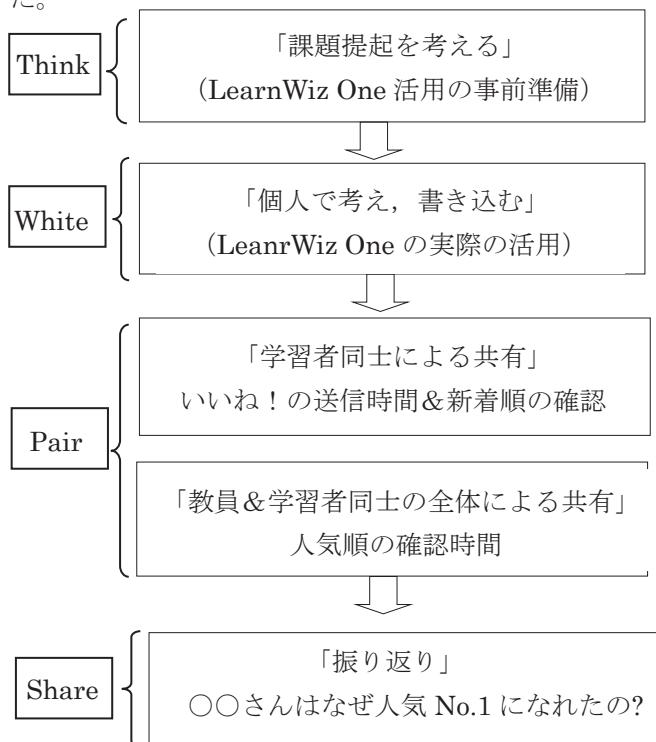 た。
Think
「課題提起を考える」
（LearnWiz One 活用の事前準備）
White
「個人で考え，書き込む」
（LeanrWiz One の実際の活用）
Pair
「学習者同士による共有」
いいね！の送信時間＆新着順の確認
「教員＆学習者同士の全体による共有」
人気順の確認時間
Share
「振り返り」
○○さんはなぜ人気 No.1 になれたの?